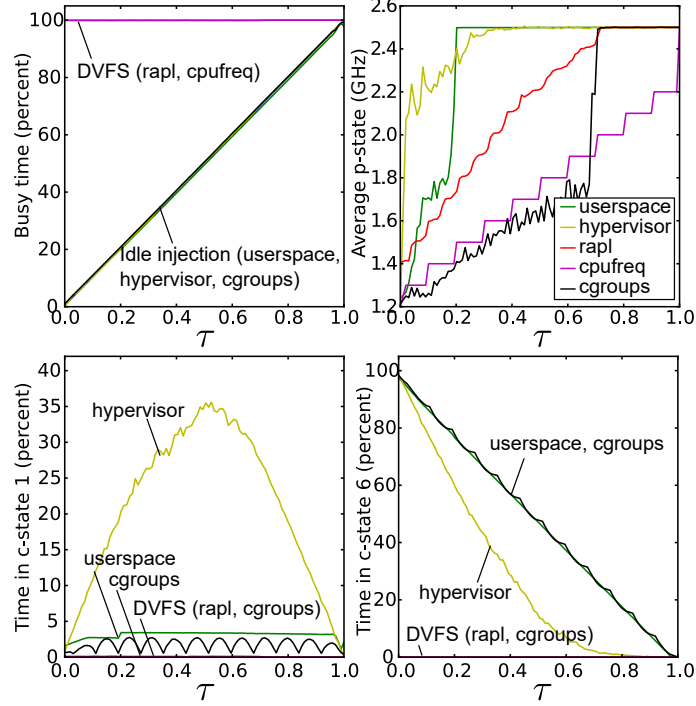 Busy time (percent)
100
80
60
40
20
0
0.0 0.2 0.4 0.6 0.8 1.0
τ
DVFS (rapl, cpufreq)
Idle injection (userspace,
hypervisor, cgroups)
Average p-state (GHz)
2.6
2.4
2.2
2.0
1.8
1.6
1.4
1.2
0.0 0.2 0.4 0.6 0.8 1.0
τ
userspace
hypervisor
rapl
cpufreq
cgroups
Time in c-state 1 (percent)
40
35
30
25
20
15
10
5
0
0.0 0.2 0.4 0.6 0.8 1.0
τ
hypervisor
userspace
cgroups
DVFS (rapl, cgroups)
Time in c-state 6 (percent)
100
80
60
40
20
0
0.0 0.2 0.4 0.6 0.8 1.0
τ
userspace, cgroups
hypervisor
DVFS (rapl, cgroups)